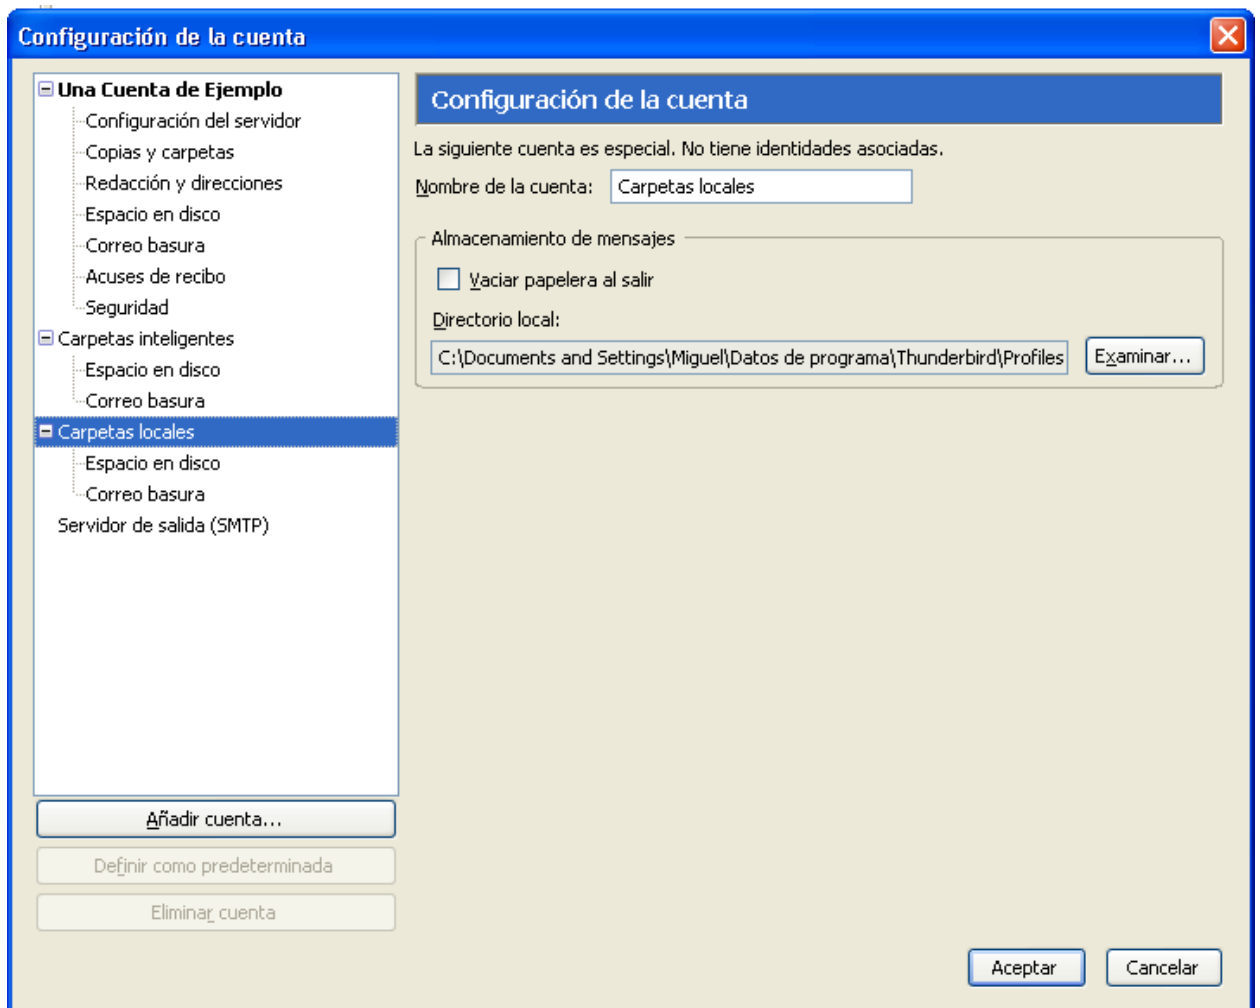 Configuración de la cuenta
Una Cuenta de Ejemplo
Configuración del servidor
Copias y carpetas
Redacción y direcciones
Espacio en disco
Correo basura
Acuses de recibo
Seguridad
Carpetas inteligentes
Espacio en disco
Correo basura
Carpetas locales
Espacio en disco
Correo basura
Servidor de salida (SMTP)
Añadir cuenta...
Definir como predeterminada
Eliminar cuenta
Configuración de la cuenta
La siguiente cuenta es especial. No tiene identidades asociadas.
Nombre de la cuenta: Carpetas locales
Almacenamiento de mensajes
Vaciar papelera al salir
Directorio local:
C:\Documents and Settings\Miguel\Datos de programa\Thunderbird\Profiles Examinar...
Aceptar Cancelar